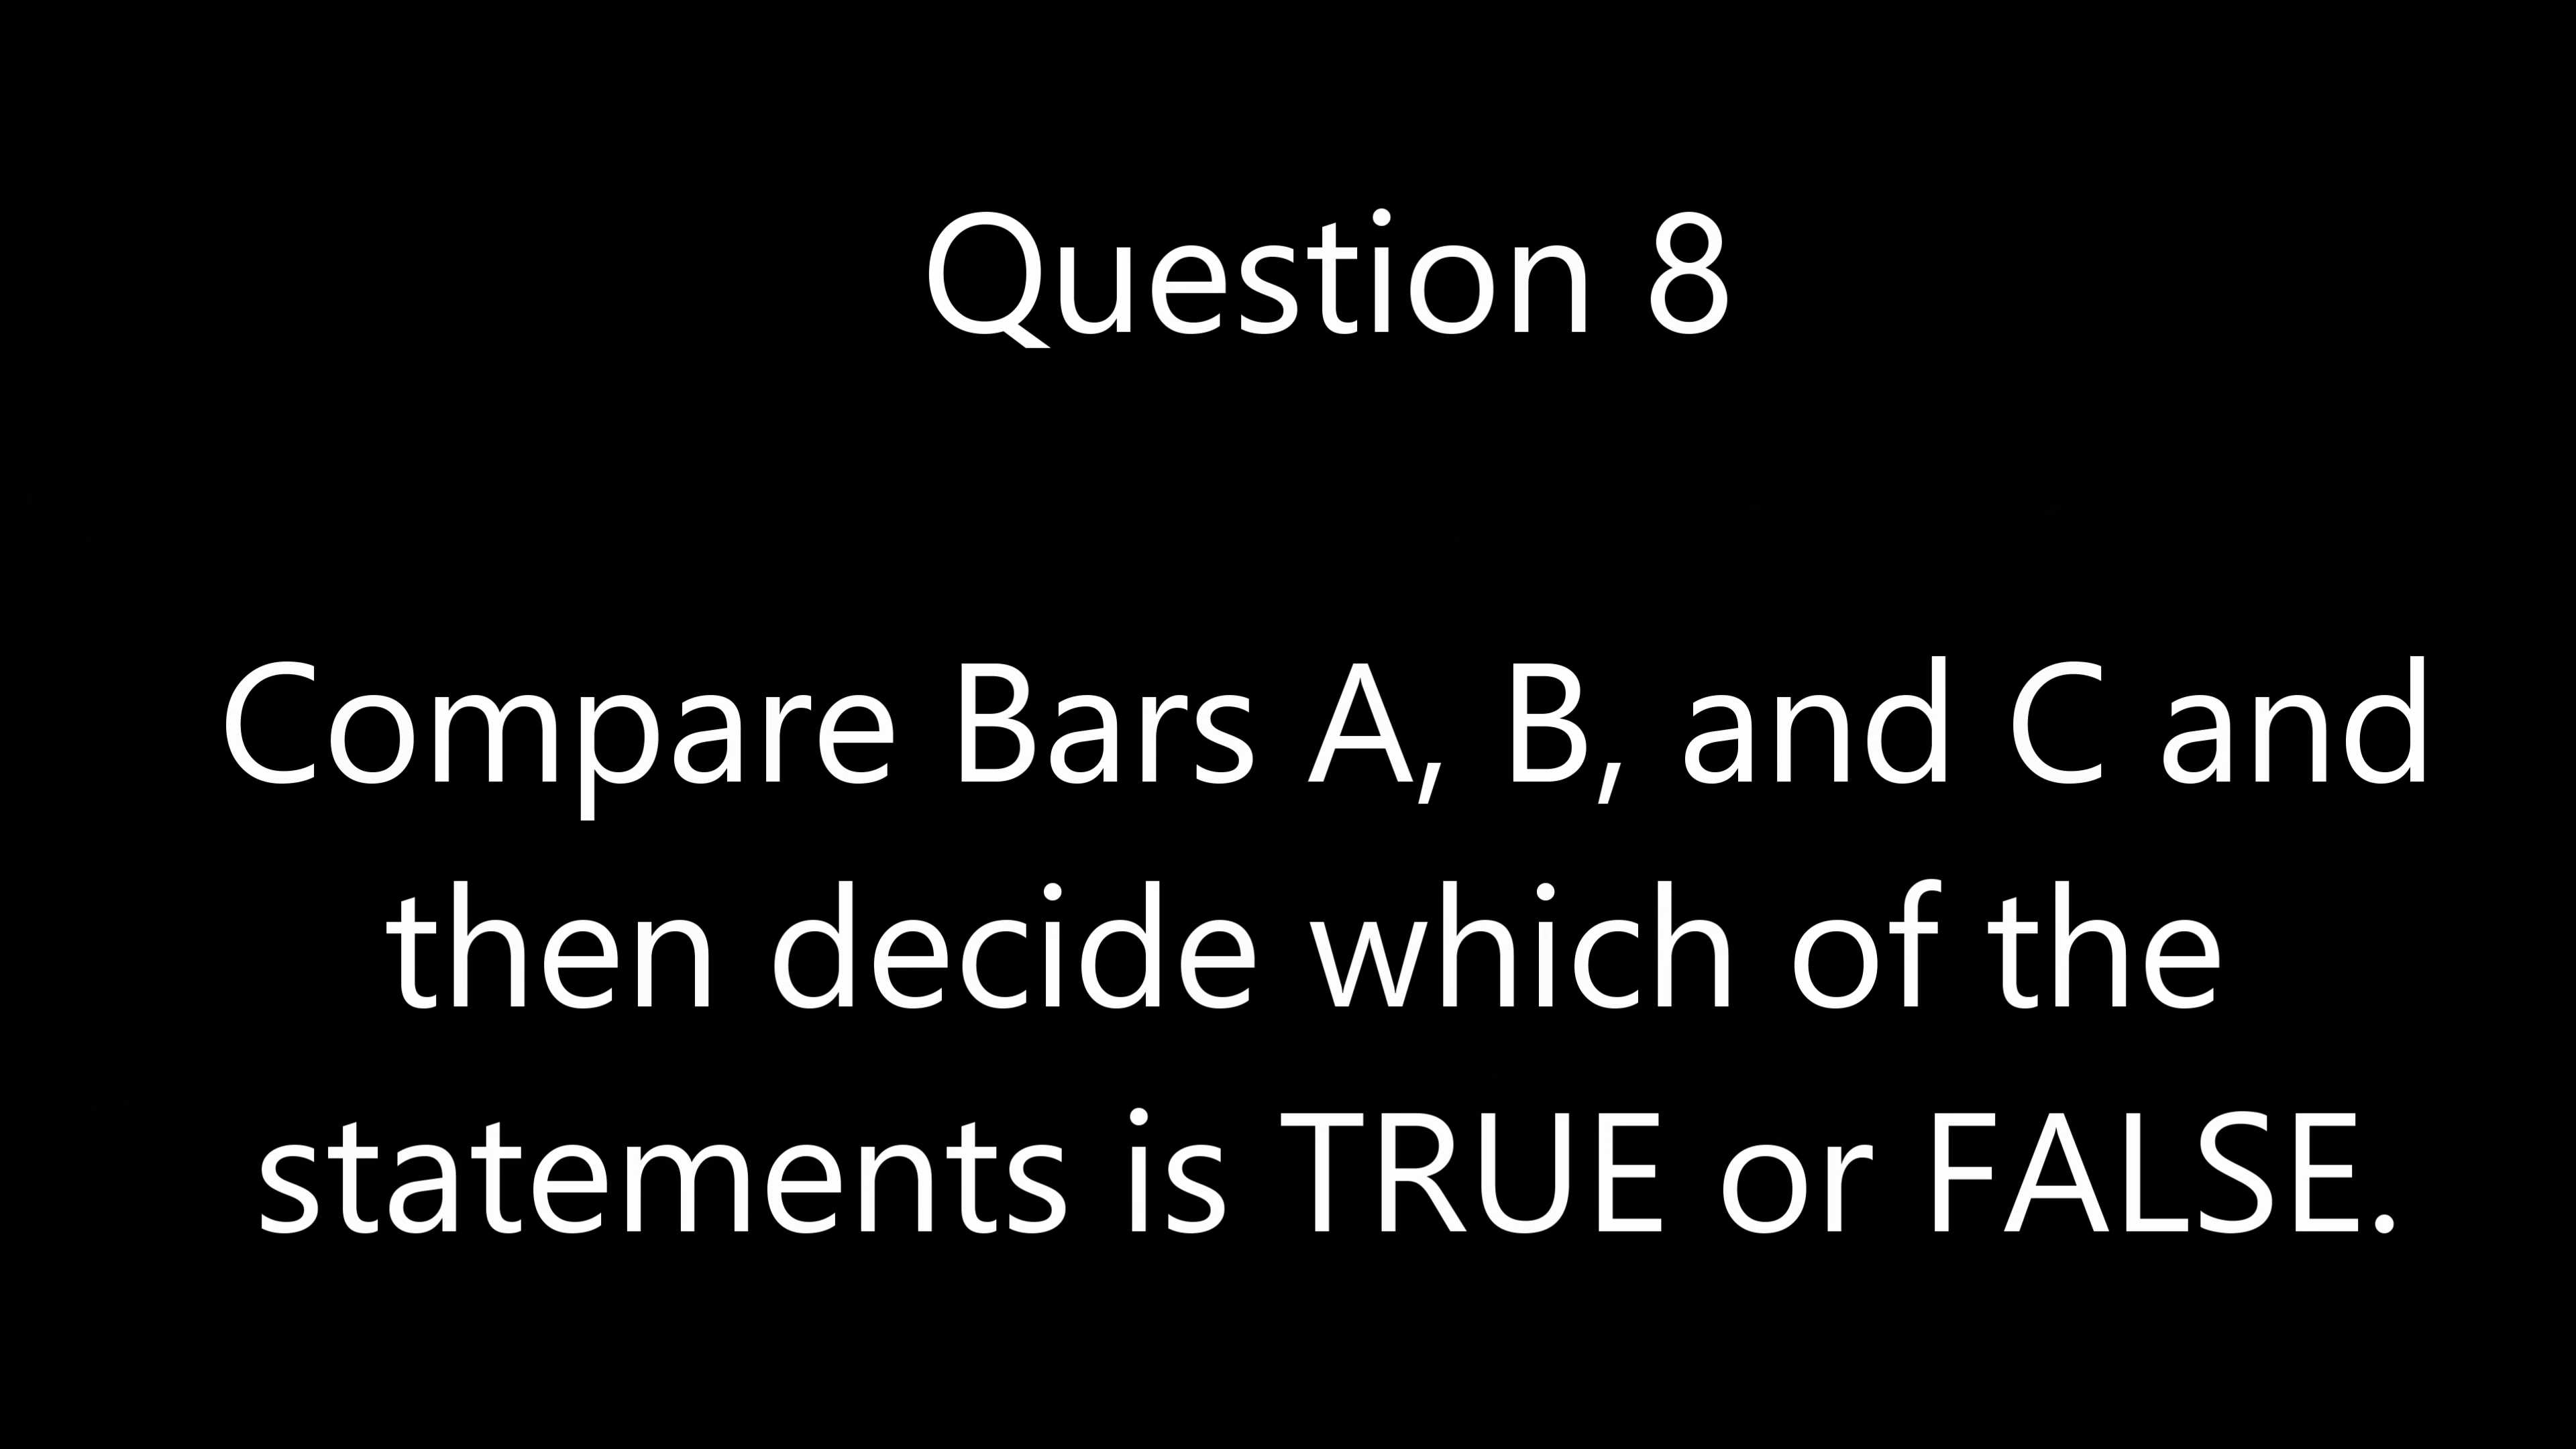 Question 8
Compare Bars A, B, and C and
then decide which of the
statements is TRUE or FALSE.